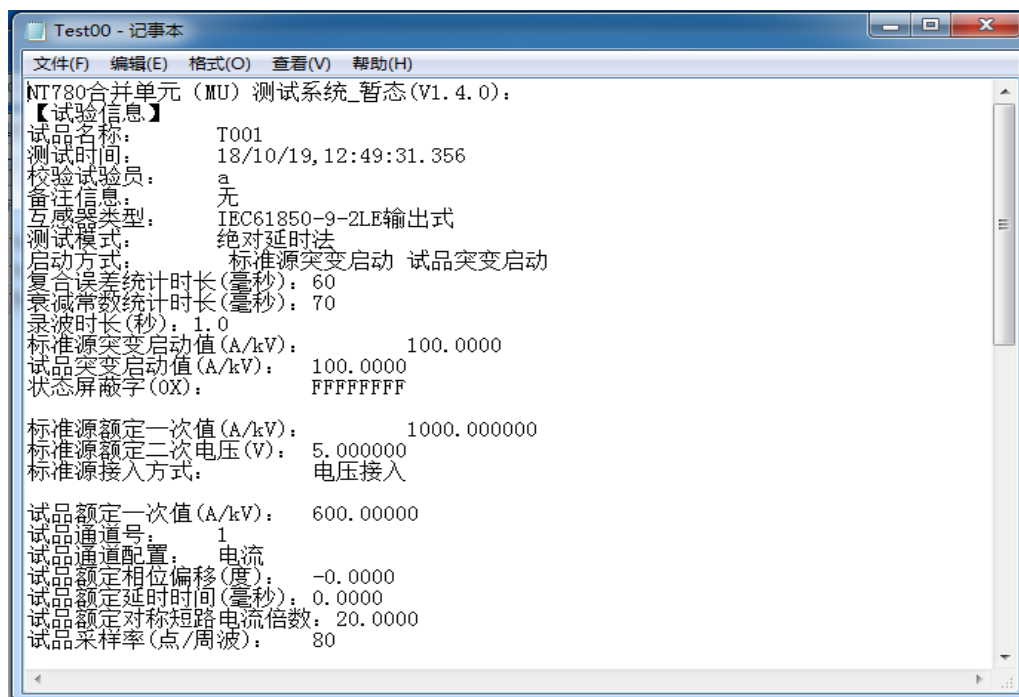 Test00 - 记事本
文件(F) 编辑(E) 格式(O) 查看(V) 帮助(H)
NT780合并单元 (MU) 测试系统_暂态(V1.4.0):
【试验信息】
试品名称: T001
测试时间: 18/10/19,12:49:31.356
校验试验员: a
备注信息: 无
互感器类型: IEC61850-9-2LE输出式
测试模式: 绝对延时法
启动方式: 标准源突变启动 试品突变启动
复合误差统计时长(毫秒): 60
衰减常数统计时长(毫秒): 70
录波时长(秒): 1.0
标准源突变启动值(A/kV): 100.0000
试品突变启动值(A/kV): 100.0000
状态屏蔽字(0X): FFFFFFFF
标准源额定一次值(A/kV): 1000.000000
标准源额定二次电压(V): 5.000000
标准源接入方式: 电压接入
试品额定一次值(A/kV): 600.00000
试品通道号: 1
试品通道配置: 电流
试品额定相位偏移(度): -0.0000
试品额定延时时间(毫秒): 0.0000
试品额定对称短路电流倍数: 20.0000
试品采样率(点/周波): 80